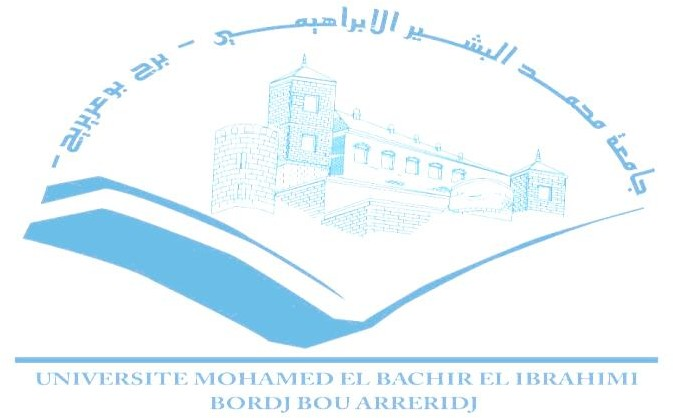 جامعة محمد البشير الابراهيمي - برج بوعريريج -
UNIVERSITE MOHAMED EL BACHIR EL IBRAHIMI
BORDJ BOU ARRERIDJ